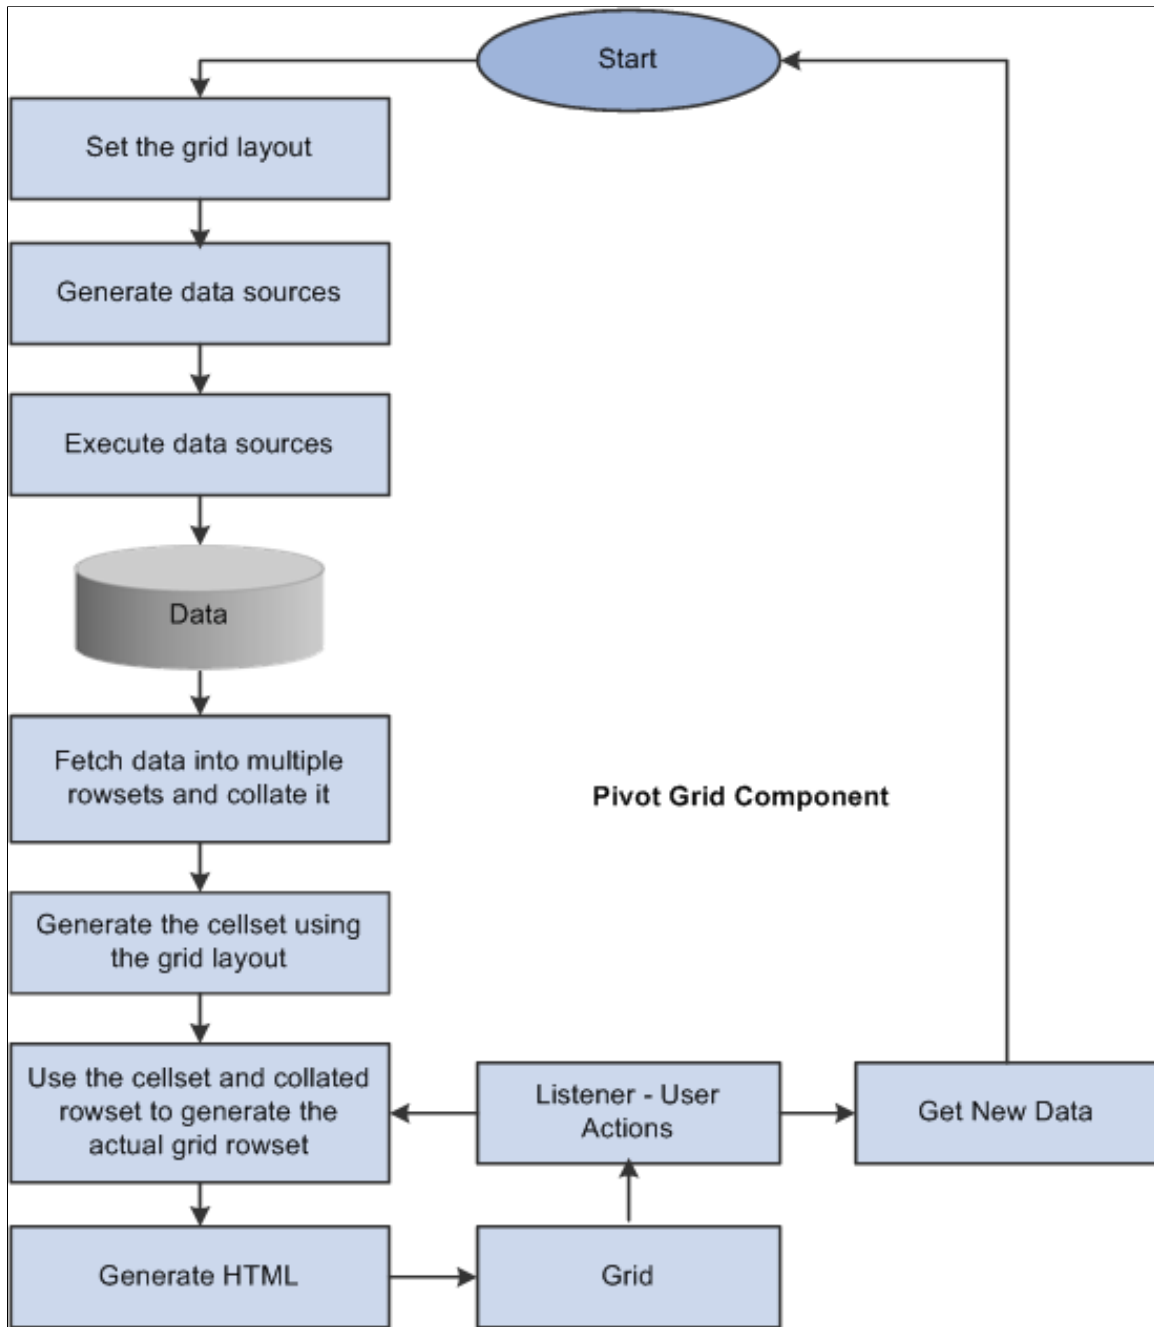 Start
Set the grid layout
Generate data sources
Execute data sources
Data
Fetch data into multiple
rowsets and collate it
Pivot Grid Component
Generate the cellset using
the grid layout
Use the cellset and collated
rowset to generate the
actual grid rowset
Listener - User
Actions
Get New Data
Generate HTML
Grid